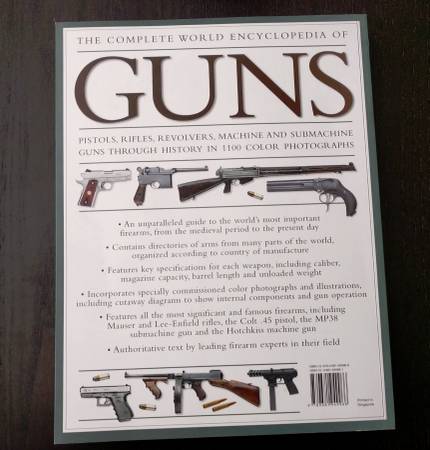 THE COMPLETE WORLD ENCYCLOPEDIA OF
GUNS
PISTOLS, RIFLES, REVOLVERS, MACHINE AND SUBMACHINE
GUNS THROUGH HISTORY IN 1100 COLOR PHOTOGRAPHS
• An unparalleled guide to the world's most important
firearms, from the medieval period to the present day
• Contains directories of arms from many parts of the world,
organized according to country of manufacture
• Features key specifications for each weapon, including caliber,
magazine capacity, barrel length and unloaded weight
• Incorporates specially commissioned color photographs and illustrations,
including cutaway diagrams to show internal components and gun operation
• Features all the most significant and famous firearms, including
Mauser and Lee-Enfield rifles, the Colt .45 pistol, the MP38
submachine gun and the Hotchkiss machine gun
• Authoritative text by leading firearm experts in their field